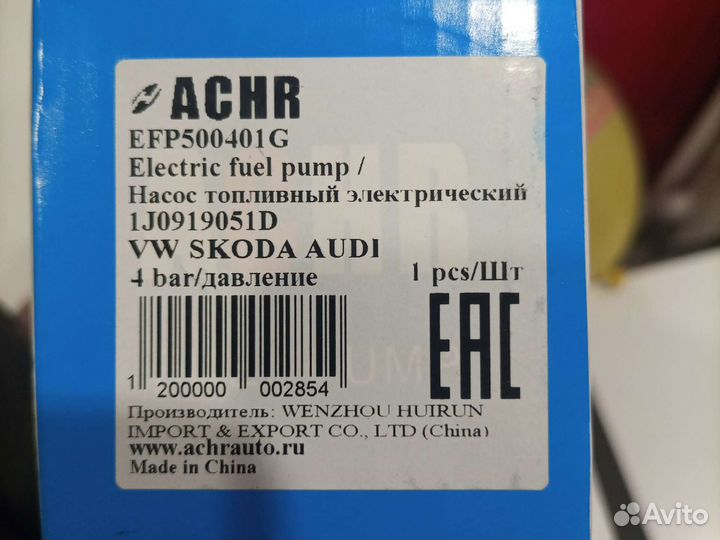 ACHR
EFP500401G
Electric fuel pump /
Насос топливный электрический
1J0919051D
VW SKODA AUDI
4 bar/давление 1 pcs/Шт
EAC
1 200000 002854
UMP
Производитель: WENZHOU HUIRUN
IMPORT & EXPORT CO., LTD (China)
www.achrauto.ru
Made in China
Avito